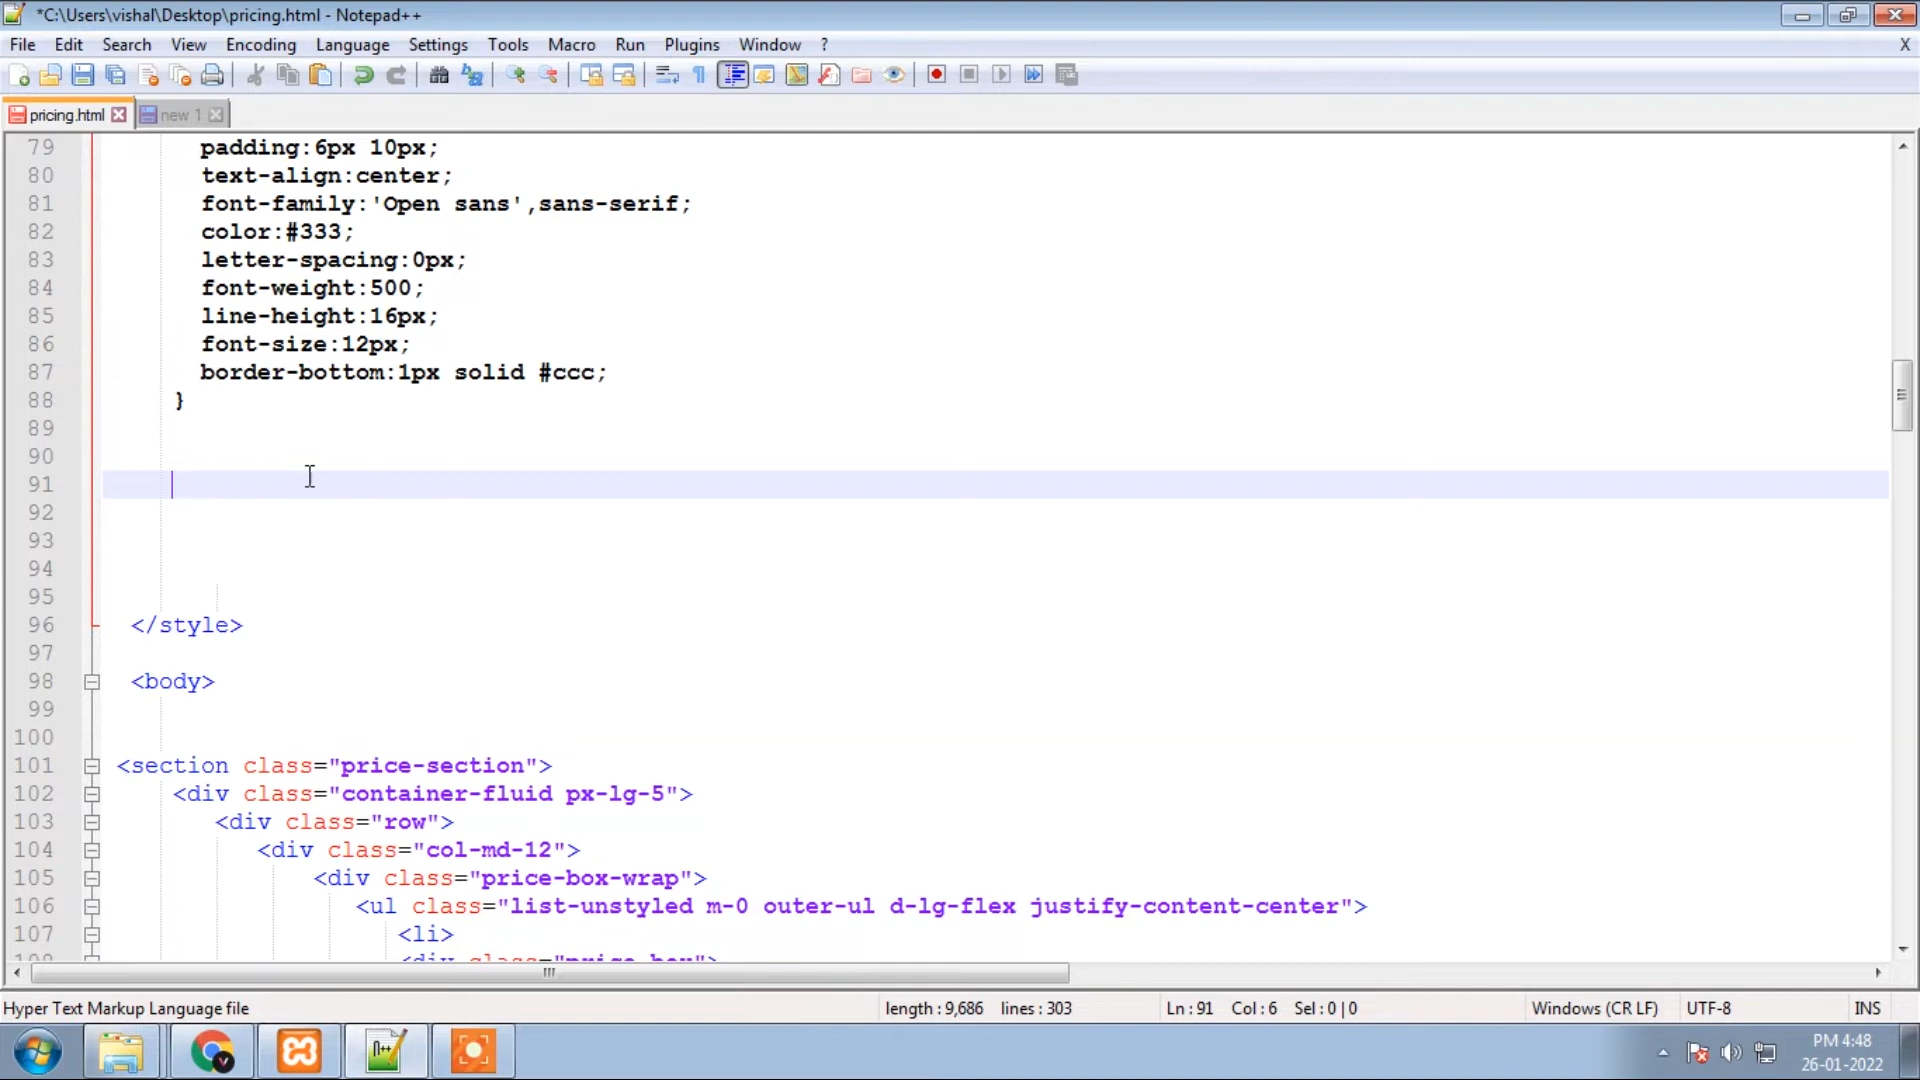 *C:\Users\vishal\Desktop\pricing.html - Notepad++
File Edit Search View Encoding Language Settings Tools Macro Run Plugins Window ? X
pricing.html new 1
79 padding:6px 10px;
80 text-align:center;
81 font-family:'Open sans',sans-serif;
82 color:#333;
83 letter-spacing:0px;
84 font-weight:500;
85 line-height:16px;
86 font-size:12px;
87 border-bottom:1px solid #ccc;
88 }
89
90
91
92
93
94
95
96 </style>
97
98 <body>
99
100
101 <section class="price-section">
102 <div class="container-fluid px-lg-5">
103 <div class="row">
104 <div class="col-md-12">
105 <div class="price-box-wrap">
106 <ul class="list-unstyled m-0 outer-ul d-lg-flex justify-content-center">
107 <li>
108 <div class="price-box">
Hyper Text Markup Language file length : 9,686 lines : 303 Ln : 91 Col : 6 Sel : 0 | 0 Windows (CR LF) UTF-8 INS
PM 4:48
26-01-2022